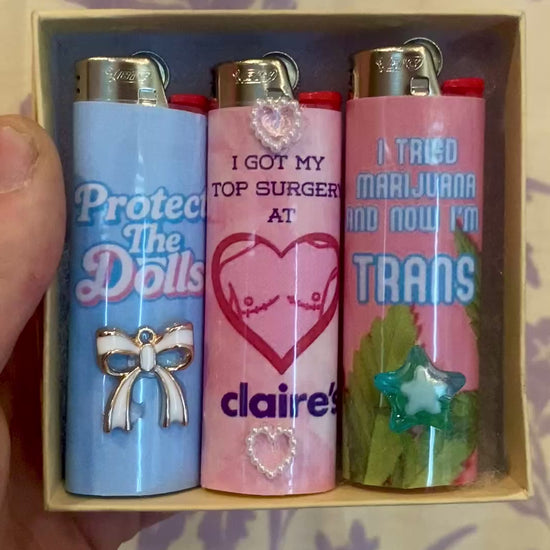 Protect
The
Dolls
I GOT MY
TOP SURGERY
AT
claire's
I TRIED
MARIJUANA
AND NOW I'M
TRANS